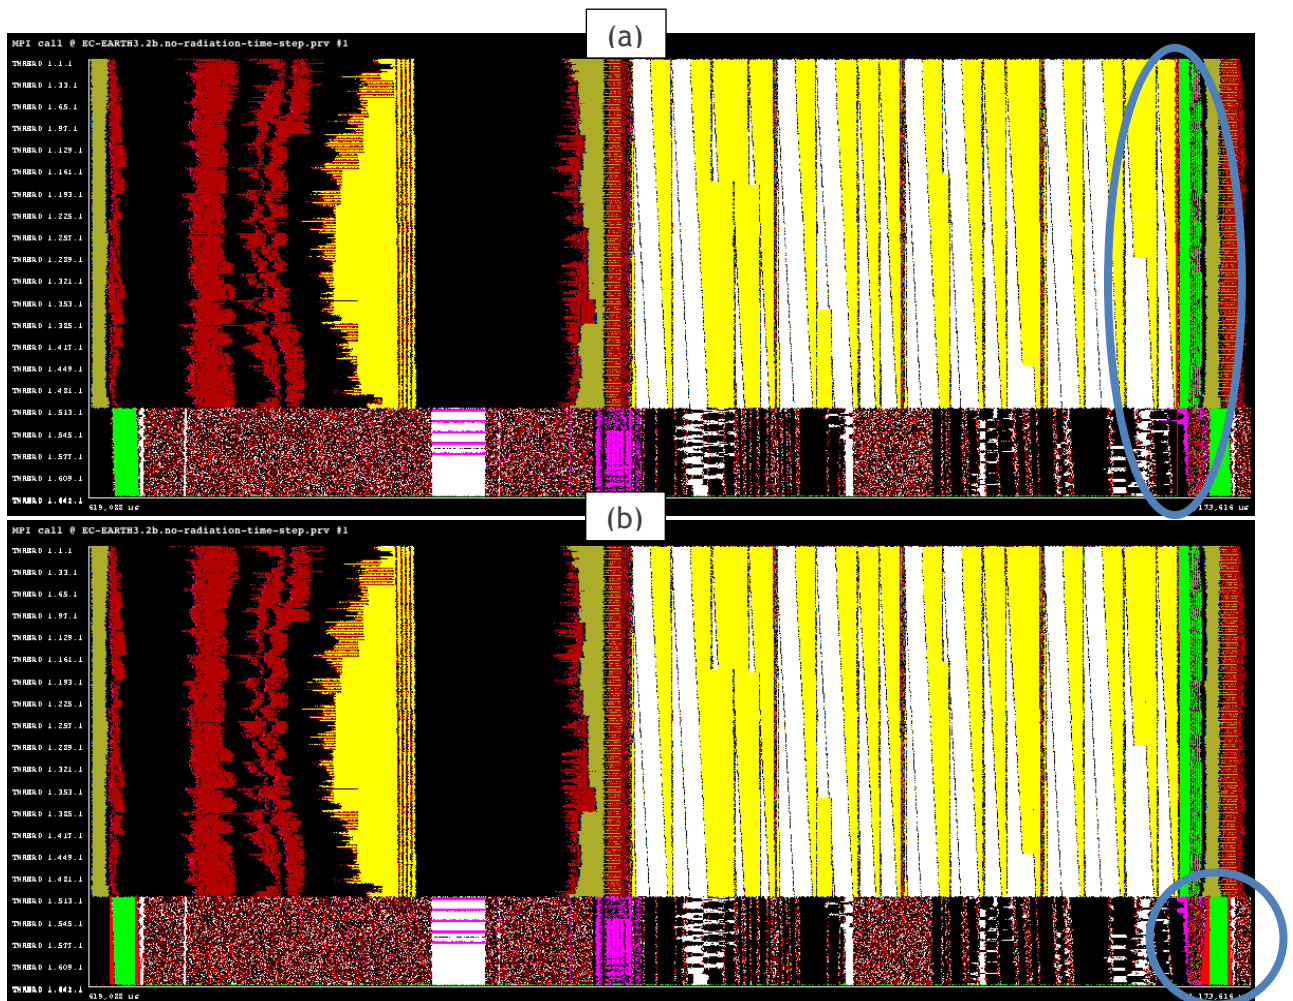 (a)
MPI call @ EC-EARTH3.2b.no-radiation-time-step.prv #1
THREAD 1.1.1
THREAD 1.33.1
THREAD 1.65.1
THREAD 1.97.1
THREAD 1.129.1
THREAD 1.161.1
THREAD 1.193.1
THREAD 1.225.1
THREAD 1.257.1
THREAD 1.289.1
THREAD 1.321.1
THREAD 1.353.1
THREAD 1.385.1
THREAD 1.417.1
THREAD 1.449.1
THREAD 1.481.1
THREAD 1.513.1
THREAD 1.545.1
THREAD 1.577.1
THREAD 1.609.1
THREAD 1.642.1
619,088 us
173,616 us
(b)
MPI call @ EC-EARTH3.2b.no-radiation-time-step.prv #1
THREAD 1.1.1
THREAD 1.33.1
THREAD 1.65.1
THREAD 1.97.1
THREAD 1.129.1
THREAD 1.161.1
THREAD 1.193.1
THREAD 1.225.1
THREAD 1.257.1
THREAD 1.289.1
THREAD 1.321.1
THREAD 1.353.1
THREAD 1.385.1
THREAD 1.417.1
THREAD 1.449.1
THREAD 1.481.1
THREAD 1.513.1
THREAD 1.545.1
THREAD 1.577.1
THREAD 1.609.1
THREAD 1.642.1
619,088 us
173,616 us